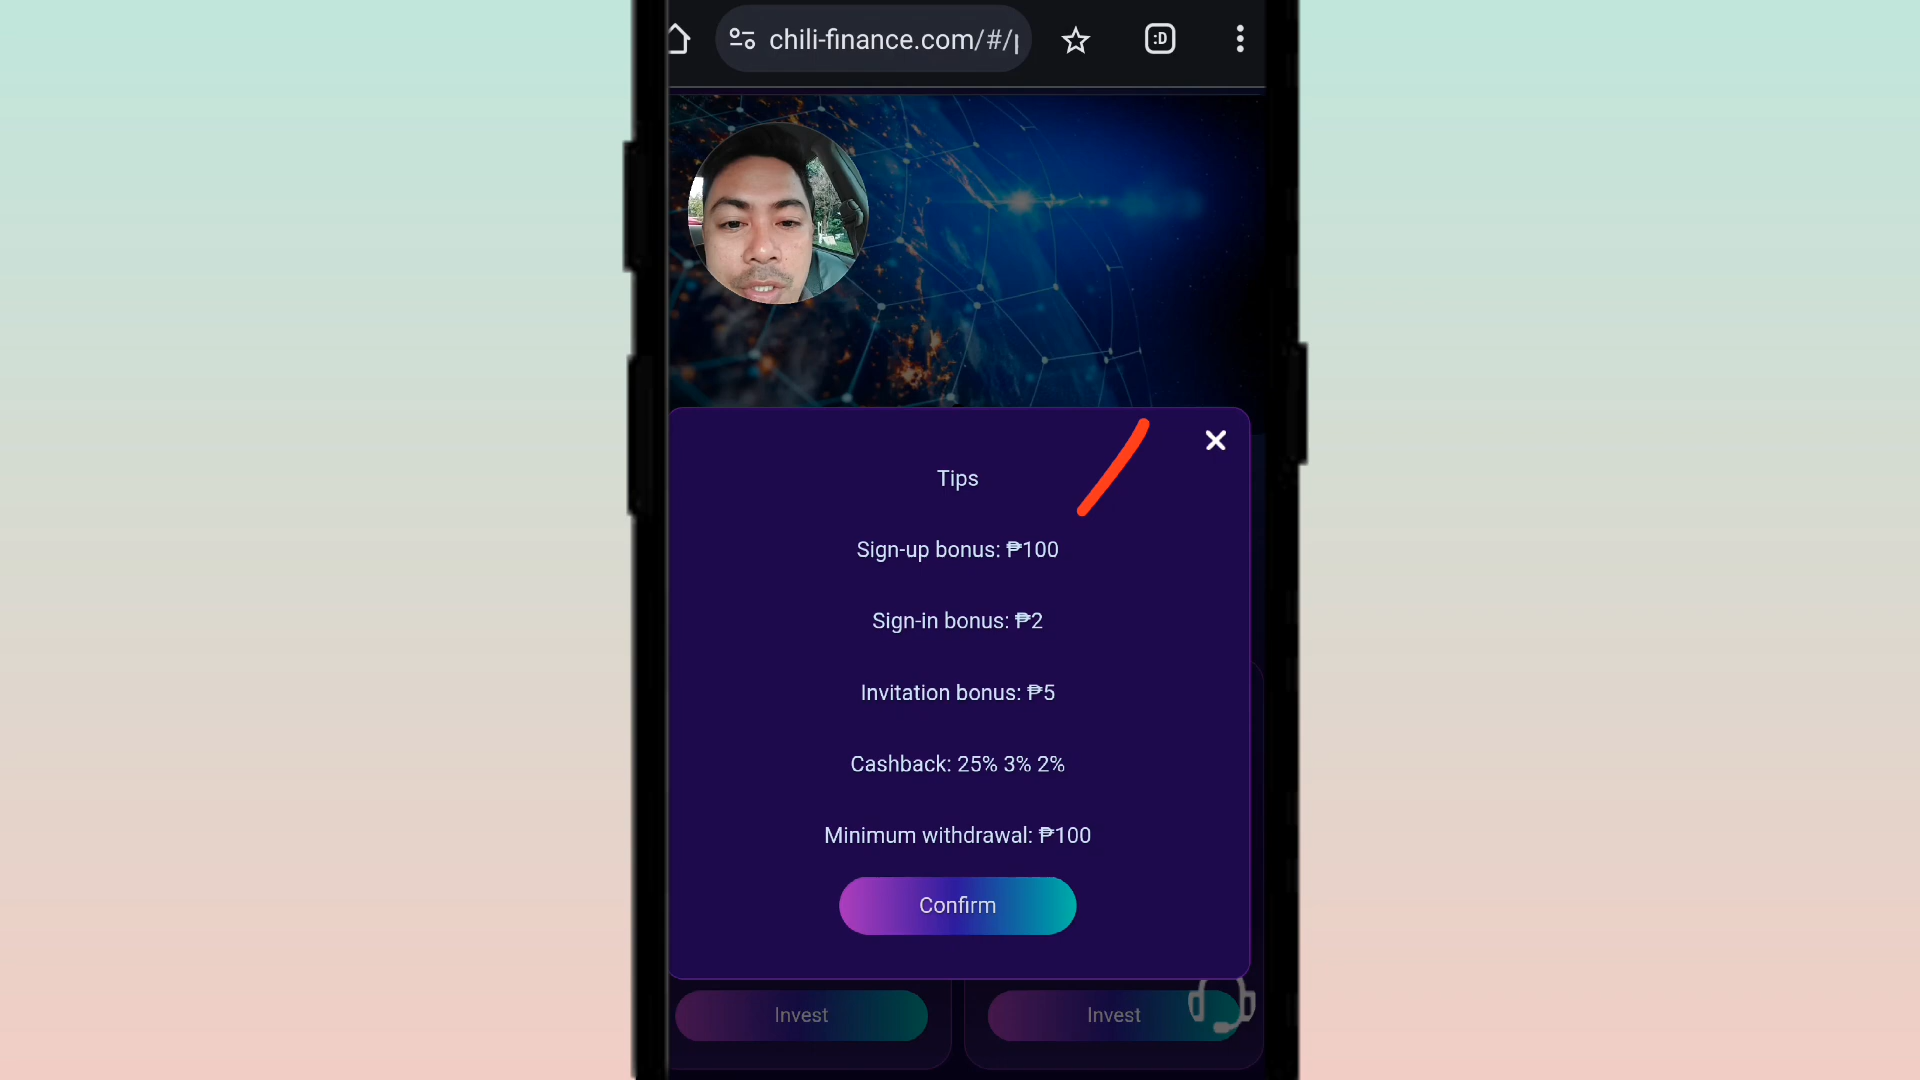 chili-finance.com/#/
:D
Tips
Sign-up bonus: ₱100
Sign-in bonus: ₱2
Invitation bonus: ₱5
Cashback: 25% 3% 2%
Minimum withdrawal: ₱100
Confirm
Invest
Invest